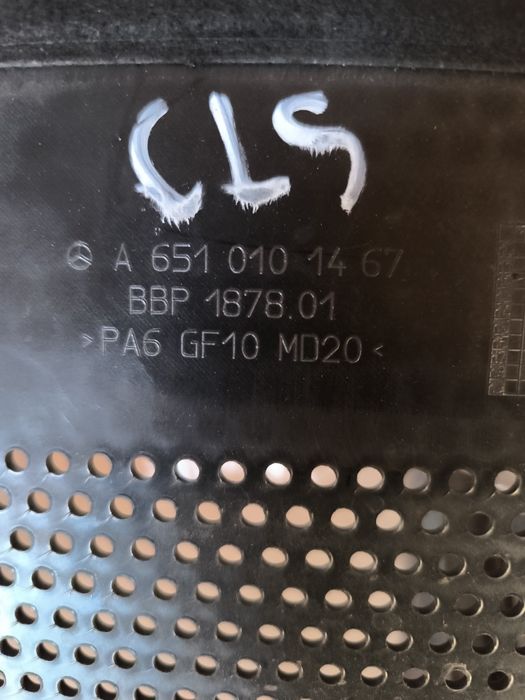 CLS
A 651 010 14 67
BBP 1878.01
>PA6 GF10 MD20<